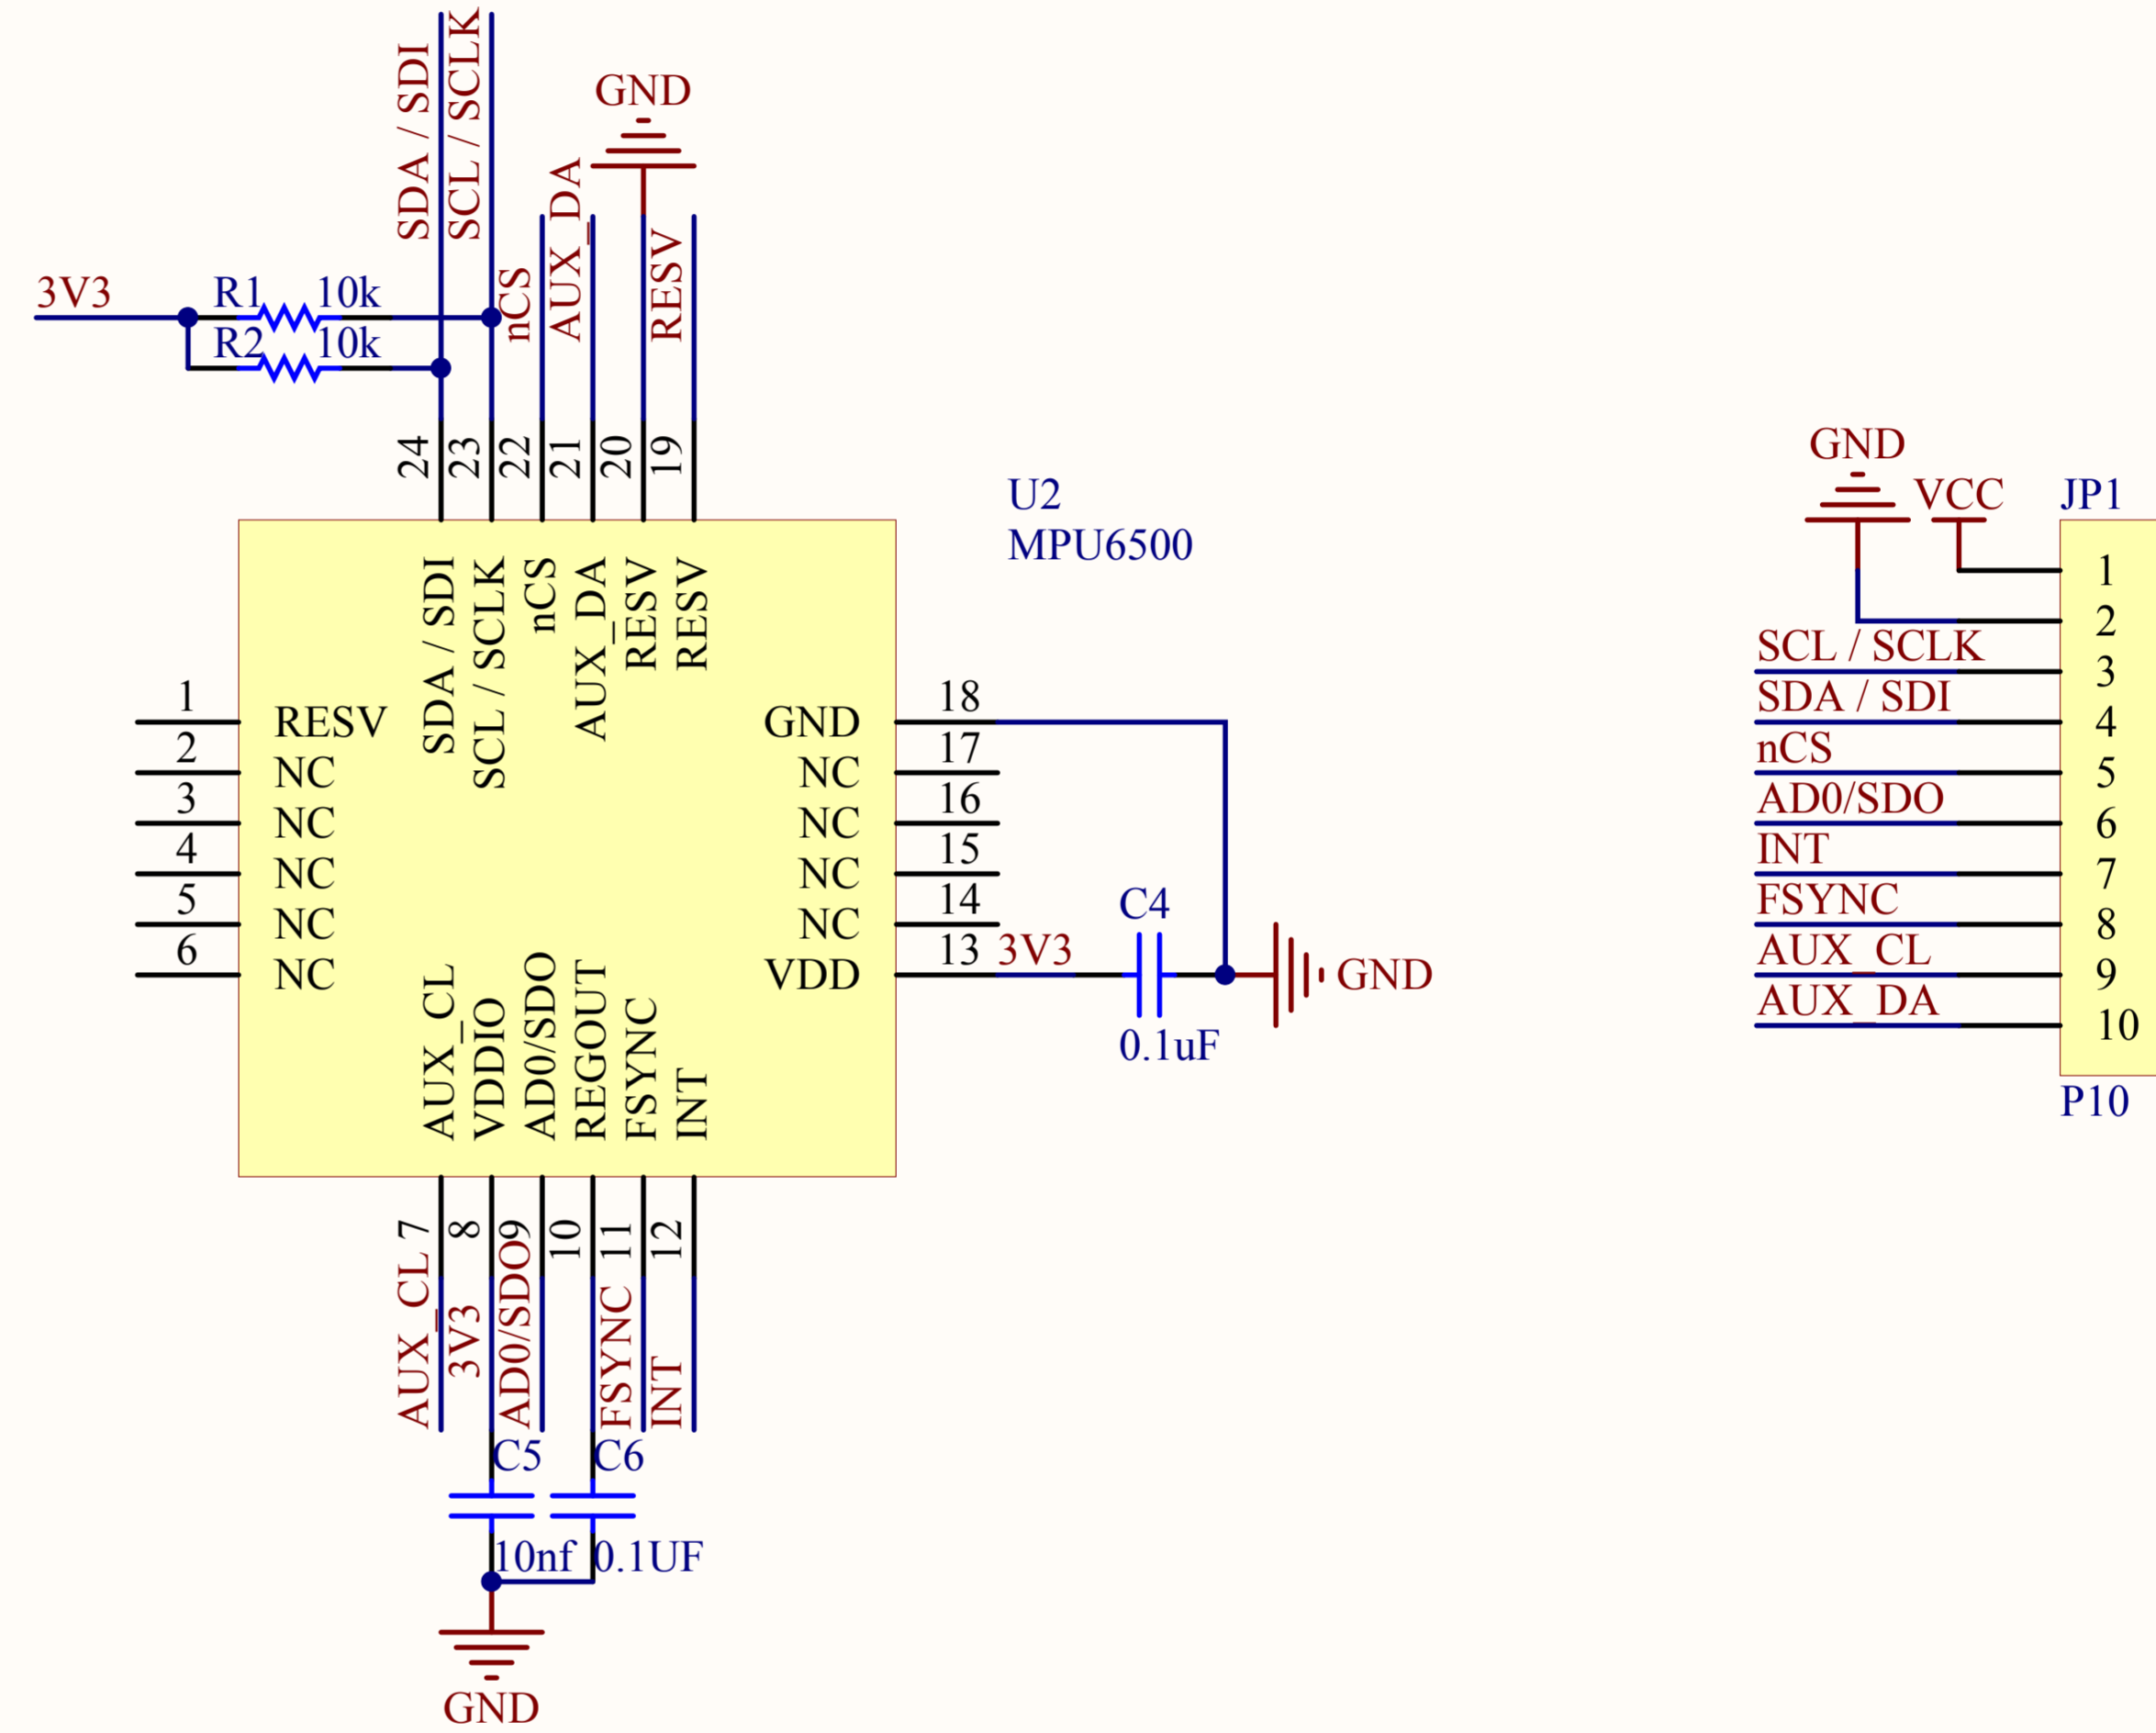 SDA / SDI
SCL / SCLK
GND
nCS
AUX_DA
RESV
3V3
R1 10k
R2 10k
24
23
22
21
20
19
U2
MPU6500
SDA / SDI
SCL / SCLK
nCS
AUX_DA
RESV
RESV
1 RESV
2 NC
3 NC
4 NC
5 NC
6 NC
GND 18
NC 17
NC 16
NC 15
NC 14
VDD 13
3V3
C4
0.1uF
GND
AUX_CL
VDDIO
AD0/SDO
REGOUT
FSYNC
INT
7
8
9
10
11
12
AUX_CL
3V3
AD0/SDO
FSYNC
INT
C5
10nf
C6
0.1UF
GND
GND
VCC
JP1
1
2
SCL / SCLK 3
SDA / SDI 4
nCS 5
AD0/SDO 6
INT 7
FSYNC 8
AUX_CL 9
AUX_DA 10
P10